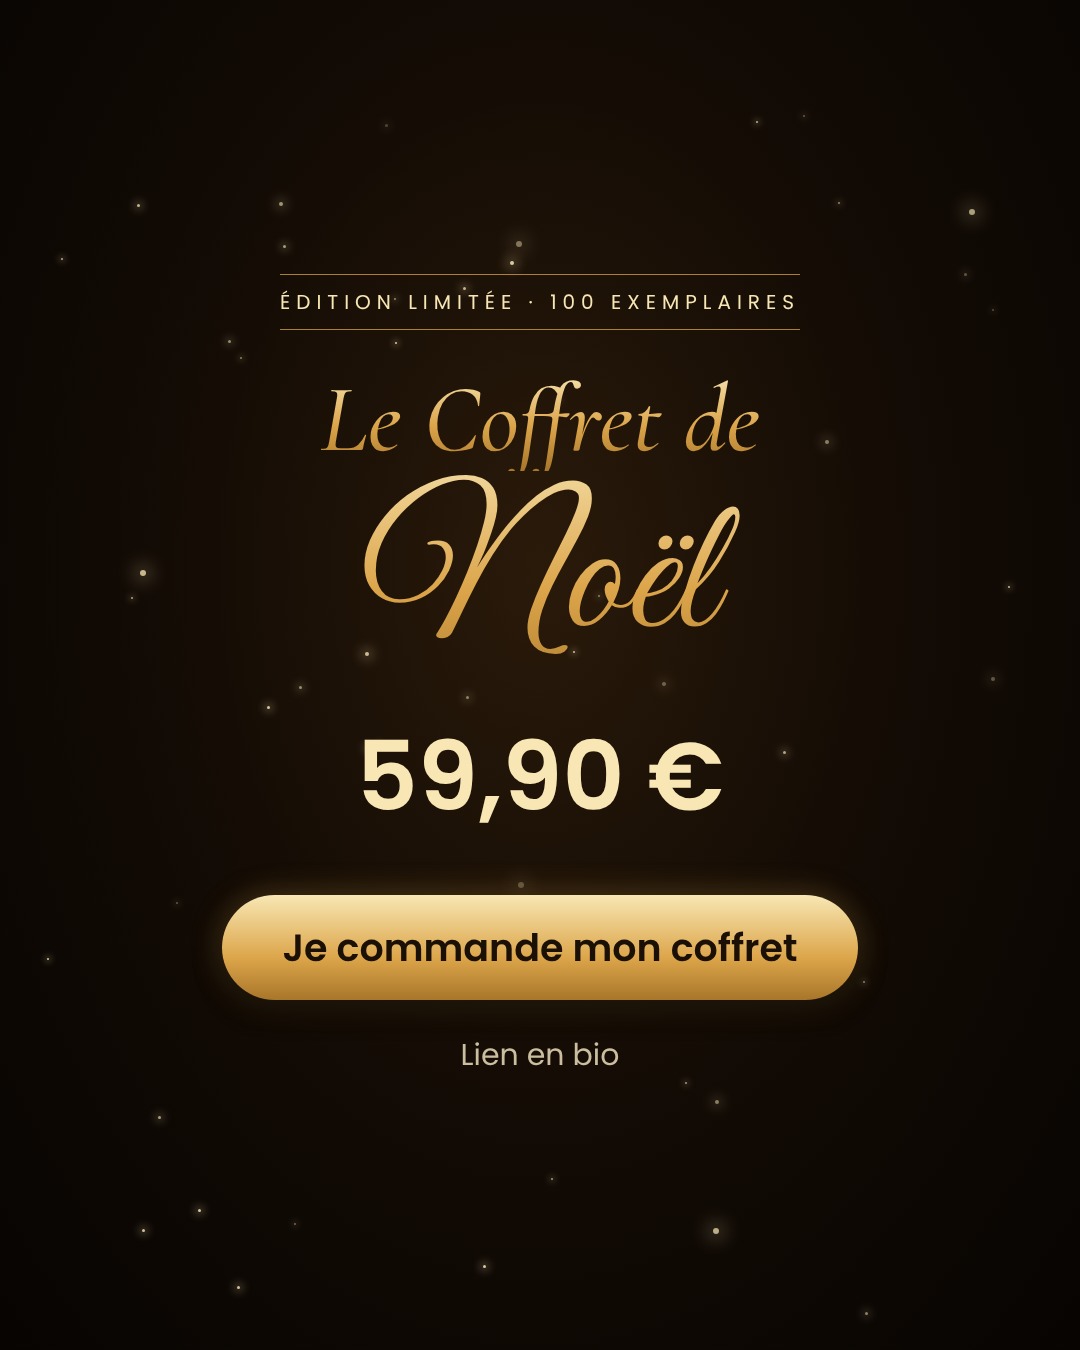 ÉDITION LIMITÉE · 100 EXEMPLAIRES
Le Coffret de
Noël
59,90 €
Je commande mon coffret
Lien en bio